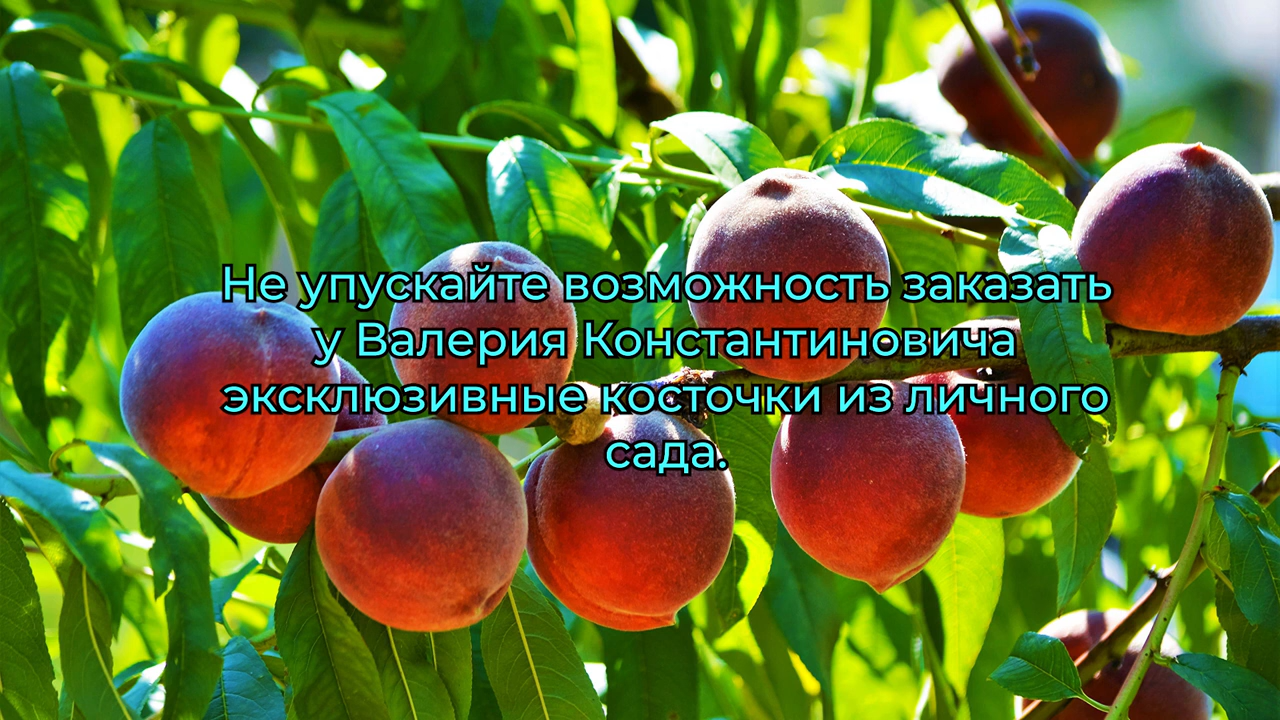 Не упускайте возможность заказать
у Валерия Константиновича
эксклюзивные косточки из личного
сада.